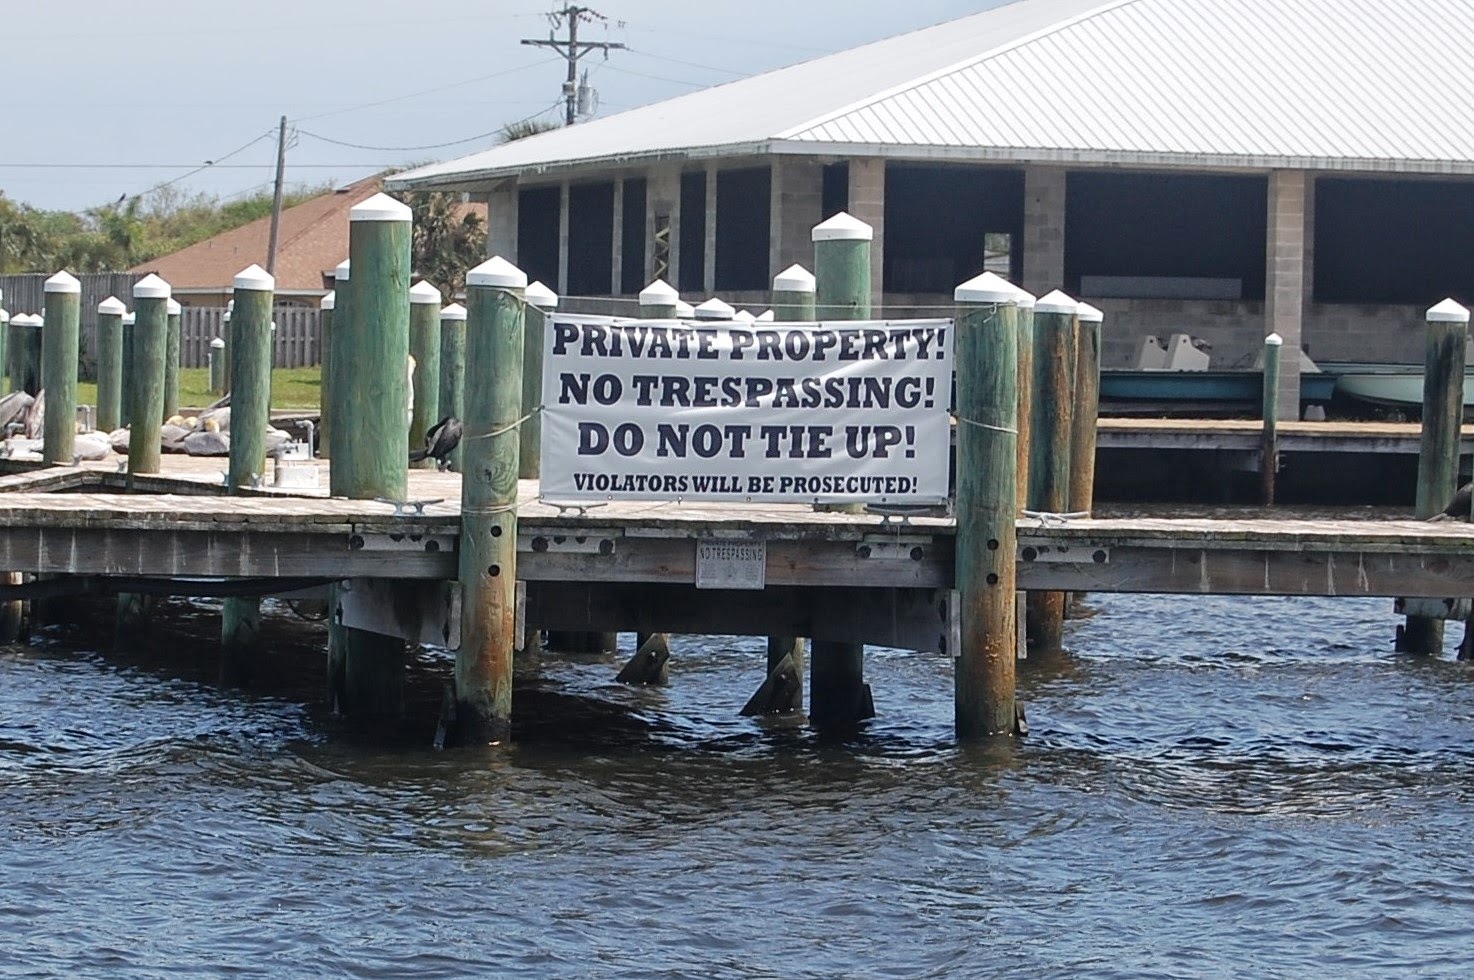 PRIVATE PROPERTY!
NO TRESPASSING!
DO NOT TIE UP!
VIOLATORS WILL BE PROSECUTED!
NO TRESPASSING